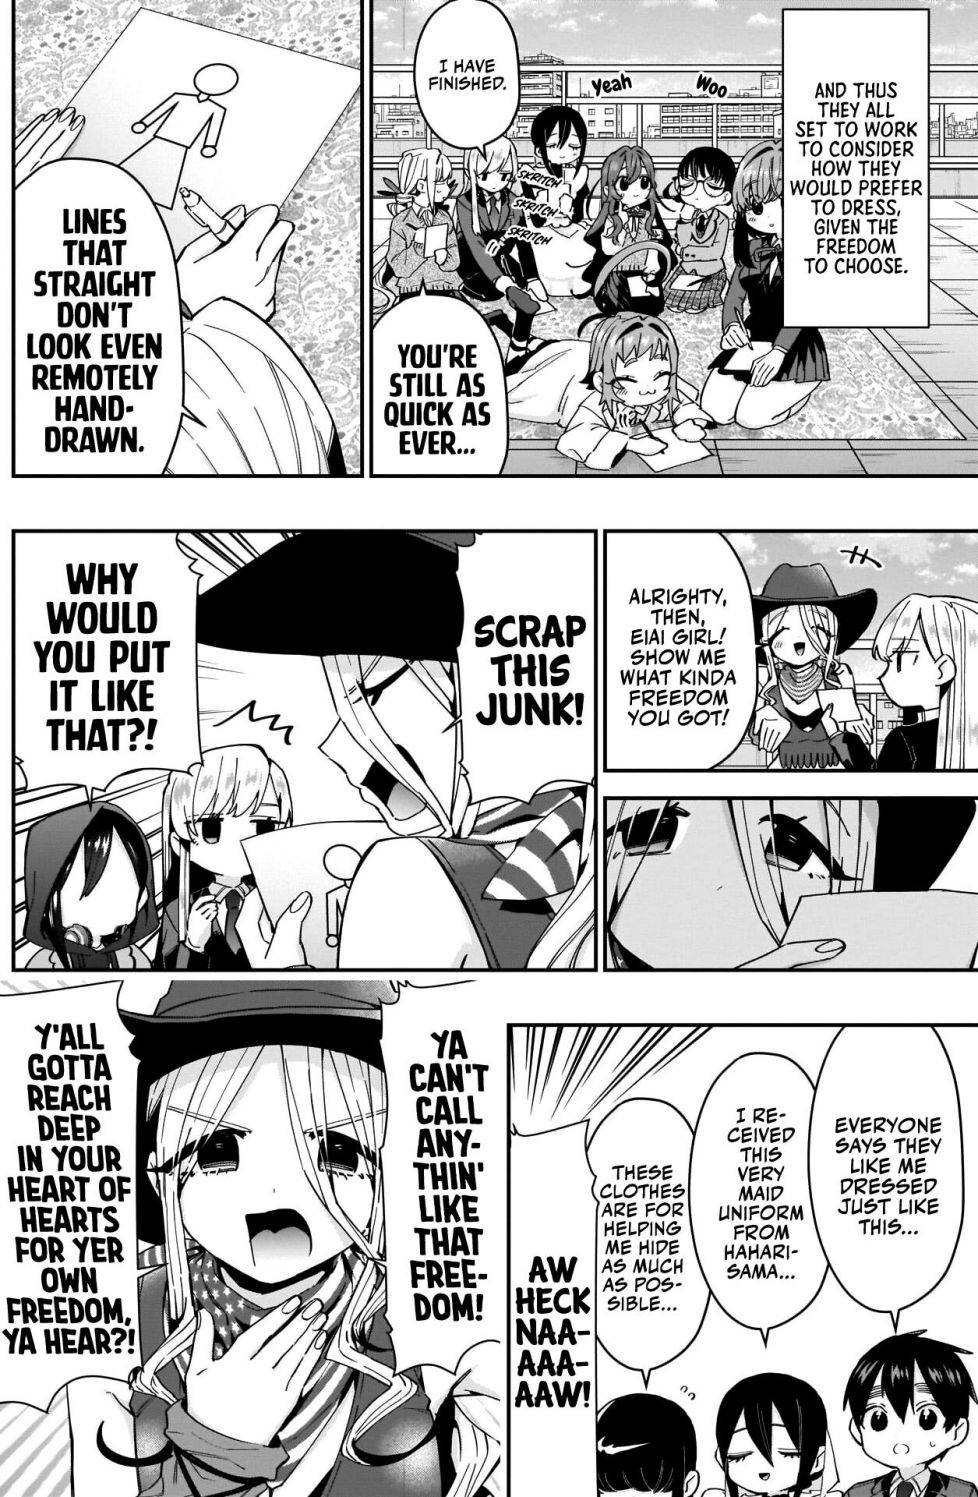 AND THUS
THEY ALL
SET TO WORK
TO CONSIDER
HOW THEY
WOULD PREFER
TO DRESS,
GIVEN THE
FREEDOM
TO CHOOSE.
Woo
Yeah
I HAVE
FINISHED.
SKRITCH
SKRITCH
SKRITCH
YOU'RE
STILL AS
QUICK AS
EVER...
LINES
THAT
STRAIGHT
DON'T
LOOK EVEN
REMOTELY
HAND-
DRAWN.
ALRIGHTY,
THEN,
EIAI GIRL!
SHOW ME
WHAT KINDA
FREEDOM
YOU GOT!
SCRAP
THIS
JUNK!
WHY
WOULD
YOU PUT
IT LIKE
THAT?!
EVERYONE
SAYS THEY
LIKE ME
DRESSED
JUST LIKE
THIS...
I RE-
CEIVED
THIS
VERY
MAID
UNIFORM
FROM
HAHARI-
SAMA...
THESE
CLOTHES
ARE FOR
HELPING
ME HIDE
AS MUCH
AS POS-
SIBLE...
AW
HECK
NAA-
AAA-
AAW!
YA
CAN'T
CALL
ANY-
THIN'
LIKE
THAT
FREE-
DOM!
Y'ALL
GOTTA
REACH
DEEP
IN YOUR
HEART OF
HEARTS
FOR YER
OWN
FREEDOM,
YA HEAR?!